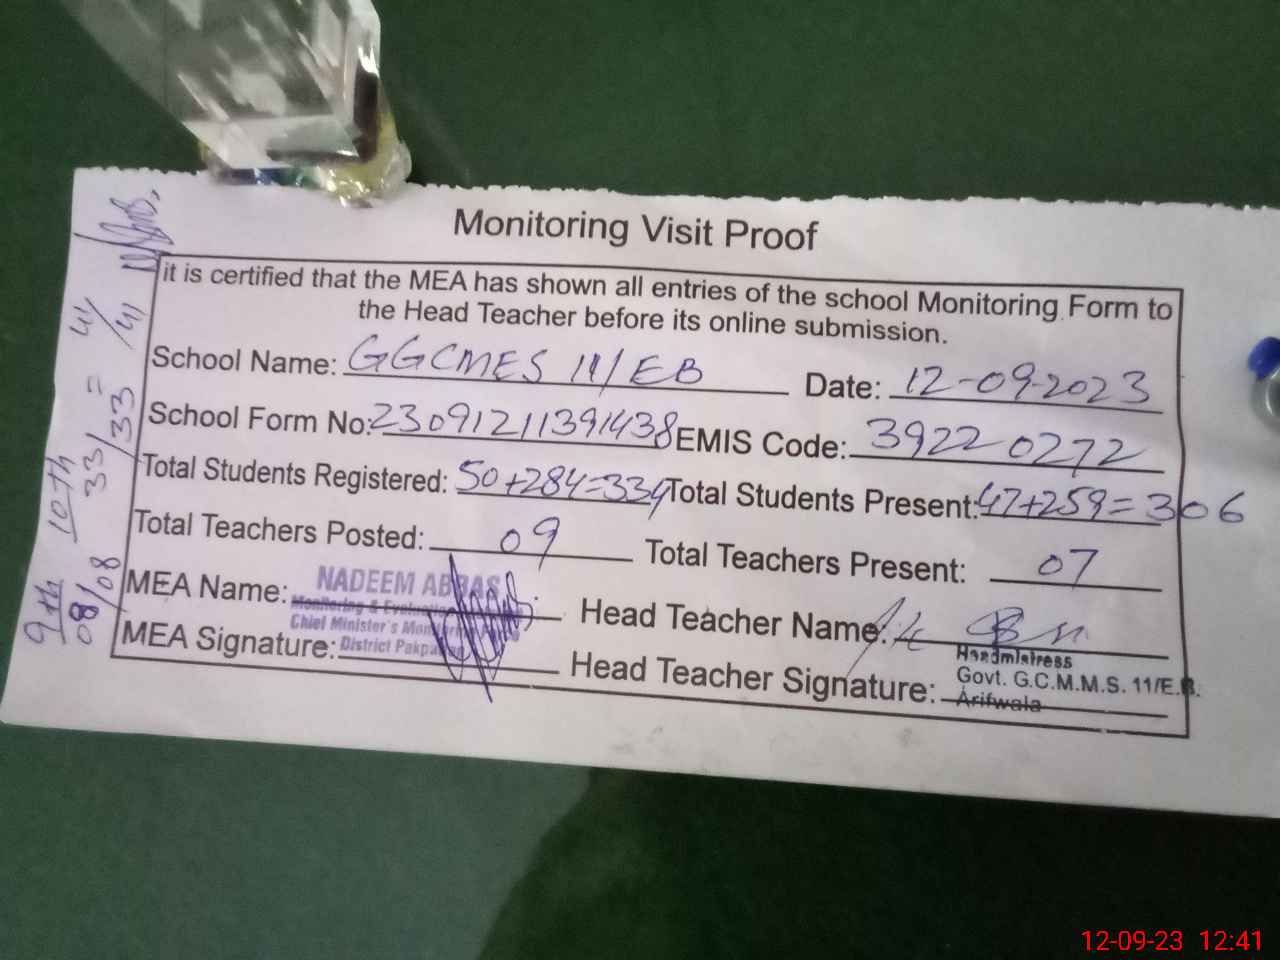 Monitoring Visit Proof
it is certified that the MEA has shown all entries of the school Monitoring Form to
the Head Teacher before its online submission.
School Name: GGCMES 11/EB Date: 12-09-2023
School Form No: 23091211391438 EMIS Code: 39220272
Total Students Registered: 50+284=334 Total Students Present: 47+259=306
Total Teachers Posted: 09 Total Teachers Present: 07
MEA Name: NADEEM ABBAS Head Teacher Name:
Monitoring & Evaluation
Chief Minister's
MEA Signature: District Head Teacher Signature:
Headmistress
Govt. G.C.M.M.S. 11/E.B.
Arifwala
9th 10th
08/08 33/33 = 41/41
12-09-23 12:41